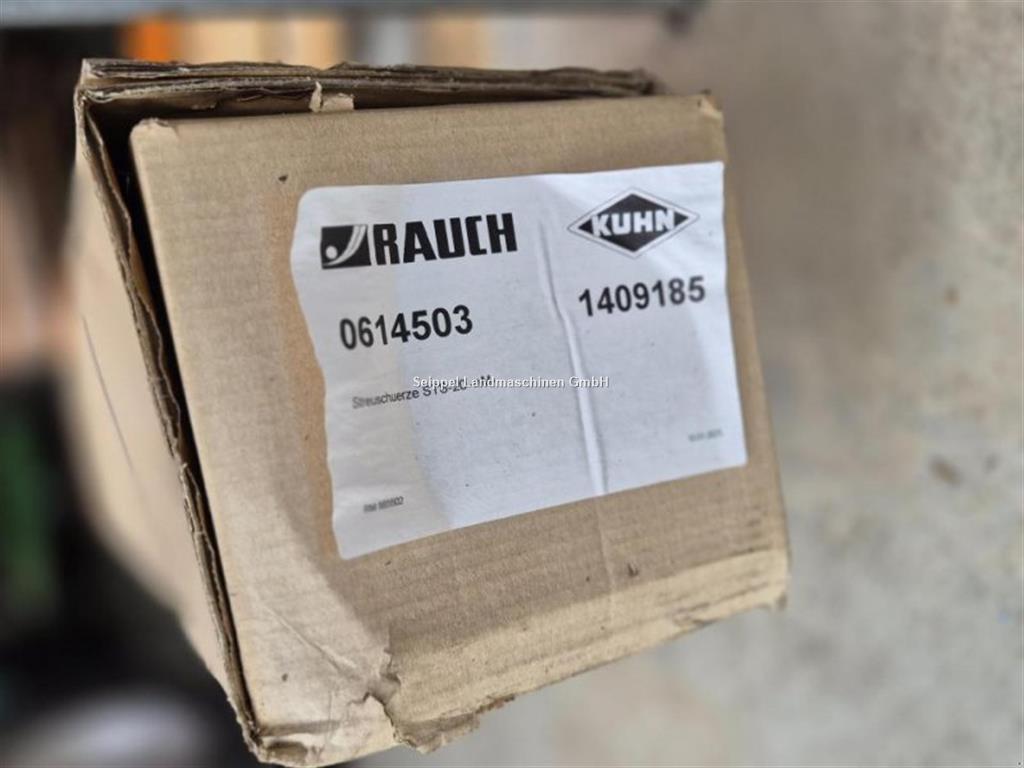 RAUCH
KUHN
0614503
1409185
Seippel Landmaschinen GmbH
Streuschuerze